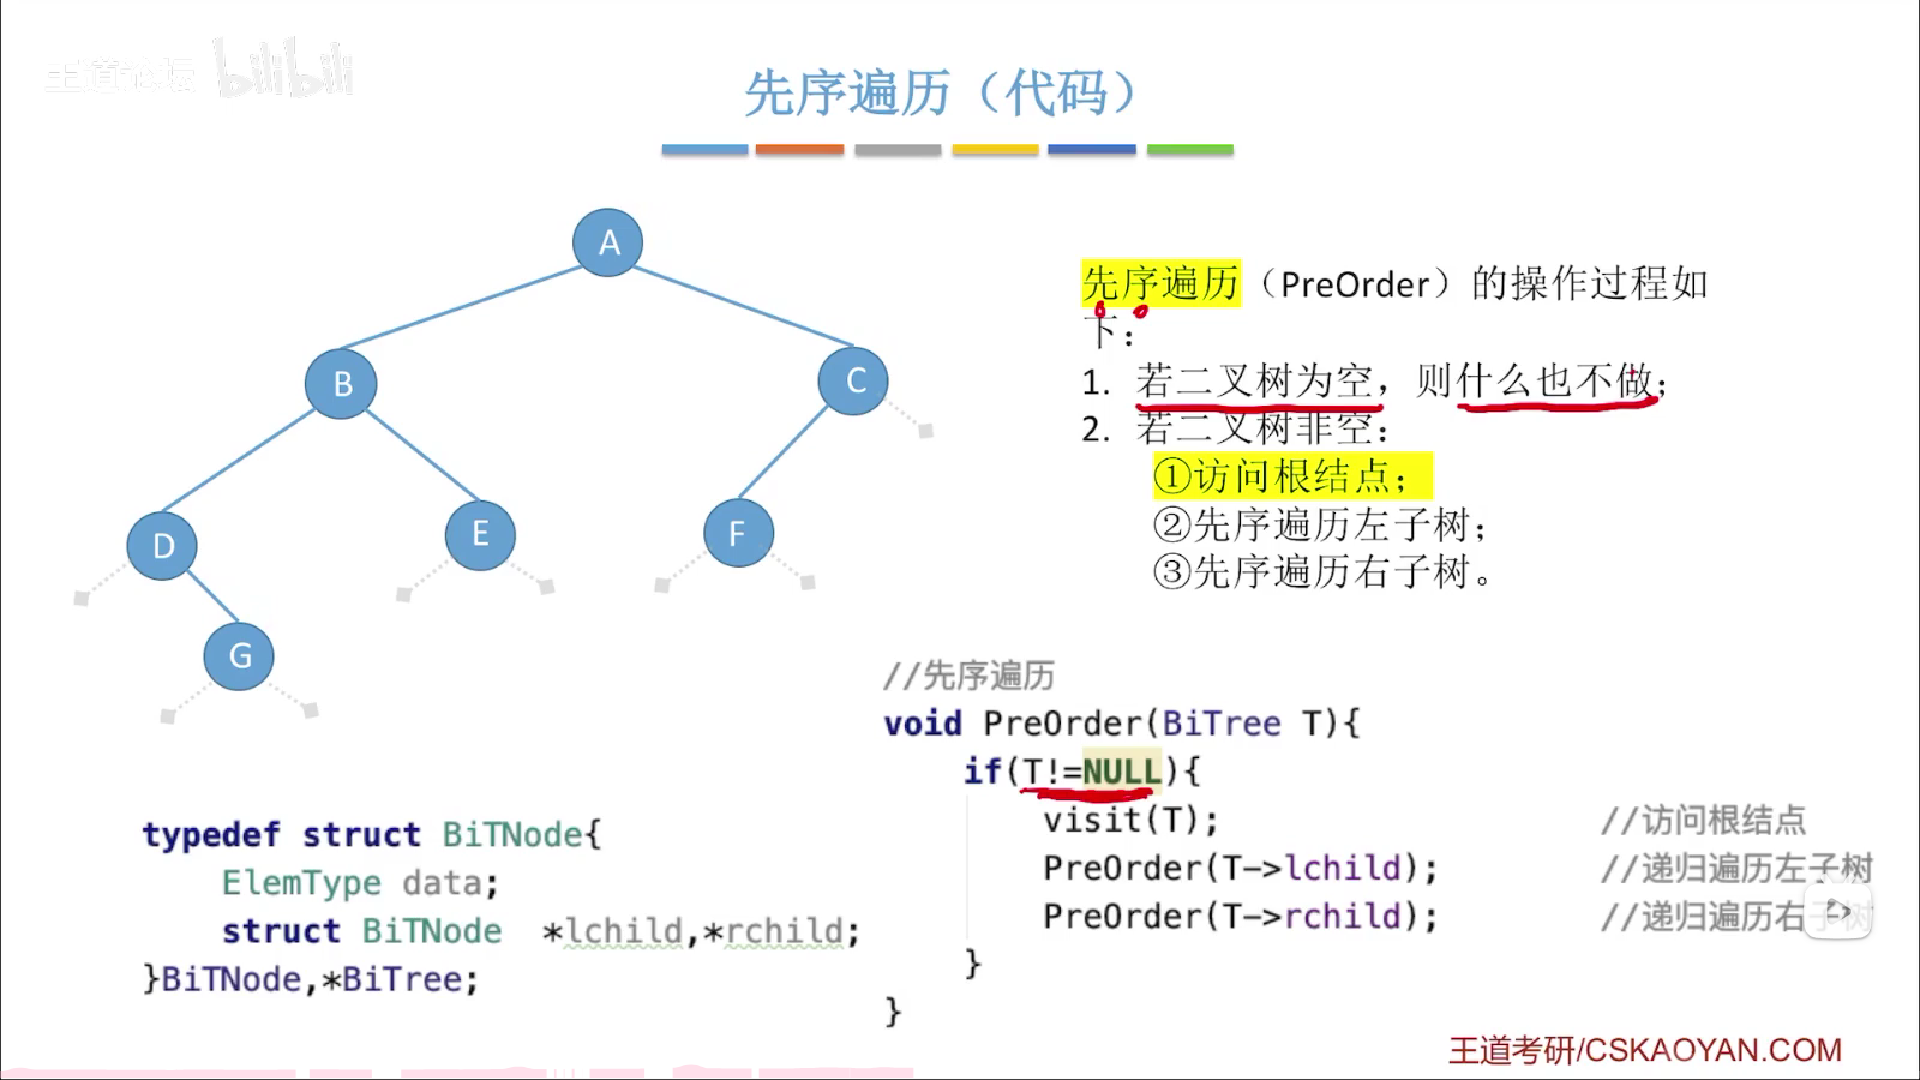 王道论坛 bilibili
先序遍历（代码）
A
B
C
D
E
F
G
先序遍历（PreOrder）的操作过程如
下：
1. 若二叉树为空，则什么也不做；
2. 若二叉树非空：
①访问根结点；
②先序遍历左子树；
③先序遍历右子树。
typedef struct BiTNode{
ElemType data;
struct BiTNode *lchild,*rchild;
}BiTNode,*BiTree;
//先序遍历
void PreOrder(BiTree T){
if(T!=NULL){
visit(T); //访问根结点
PreOrder(T->lchild); //递归遍历左子树
PreOrder(T->rchild); //递归遍历右子树
}
}
王道考研/CSKAOYAN.COM